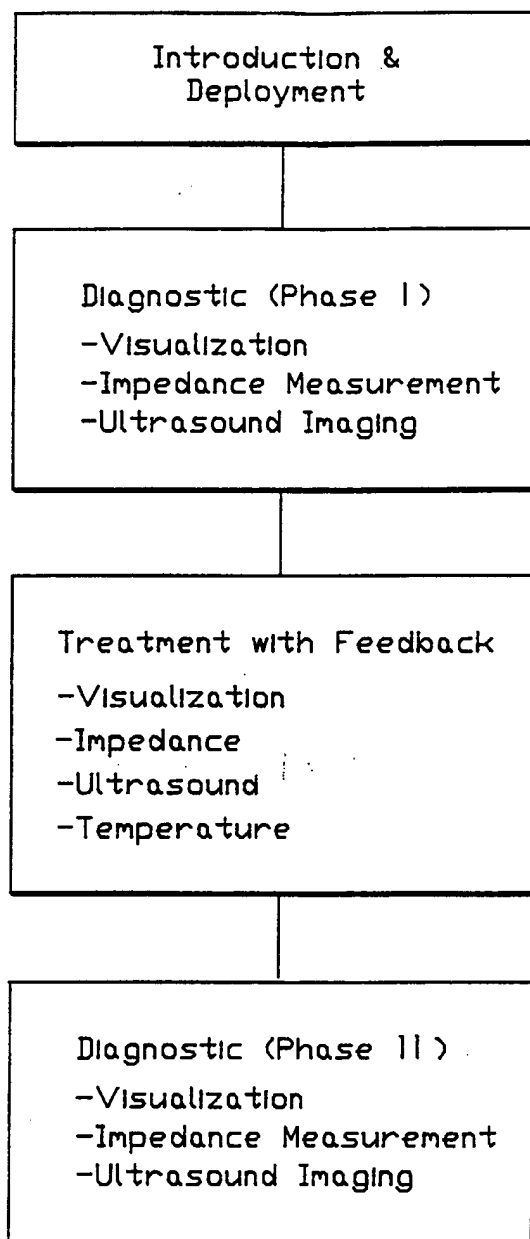 Introduction &
Deployment
Diagnostic (Phase I)
-Visualization
-Impedance Measurement
-Ultrasound Imaging
Treatment with Feedback
-Visualization
-Impedance
-Ultrasound
-Temperature
Diagnostic (Phase II)
-Visualization
-Impedance Measurement
-Ultrasound Imaging